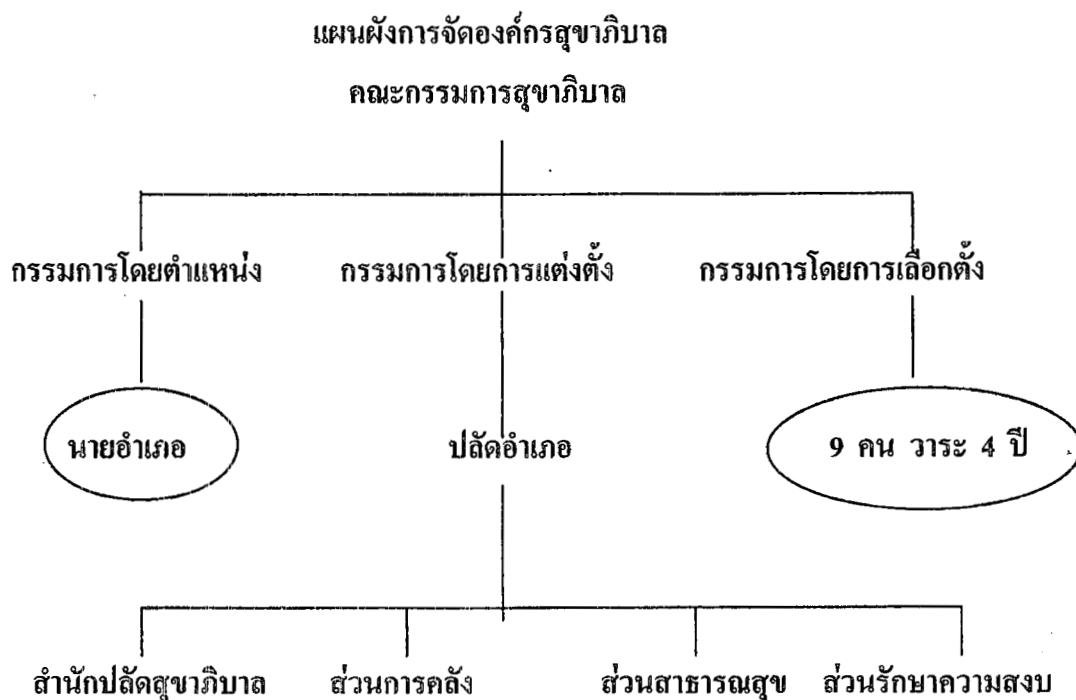 แผนผังการจัดองค์กรสุขาภิบาล
คณะกรรมการสุขาภิบาล
กรรมการโดยตำแหน่ง กรรมการโดยการแต่งตั้ง กรรมการโดยการเลือกตั้ง
นายอำเภอ ปลัดอำเภอ 9 คน วาระ 4 ปี
สำนักปลัดสุขาภิบาล ส่วนการคลัง ส่วนสาธารณสุข ส่วนรักษาความสงบ